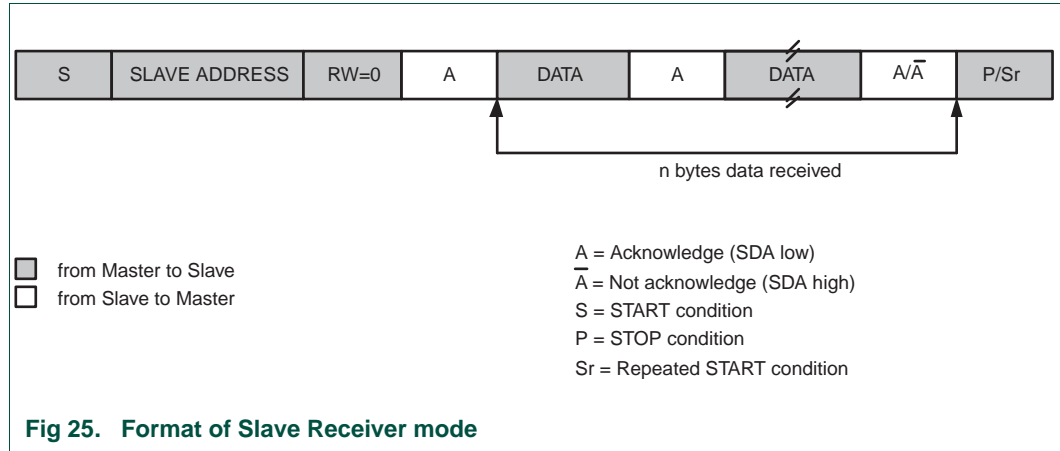 S SLAVE ADDRESS RW=0 A DATA A DATA A/A̅ P/Sr
n bytes data received
from Master to Slave
from Slave to Master
A = Acknowledge (SDA low)
A̅ = Not acknowledge (SDA high)
S = START condition
P = STOP condition
Sr = Repeated START condition
Fig 25. Format of Slave Receiver mode